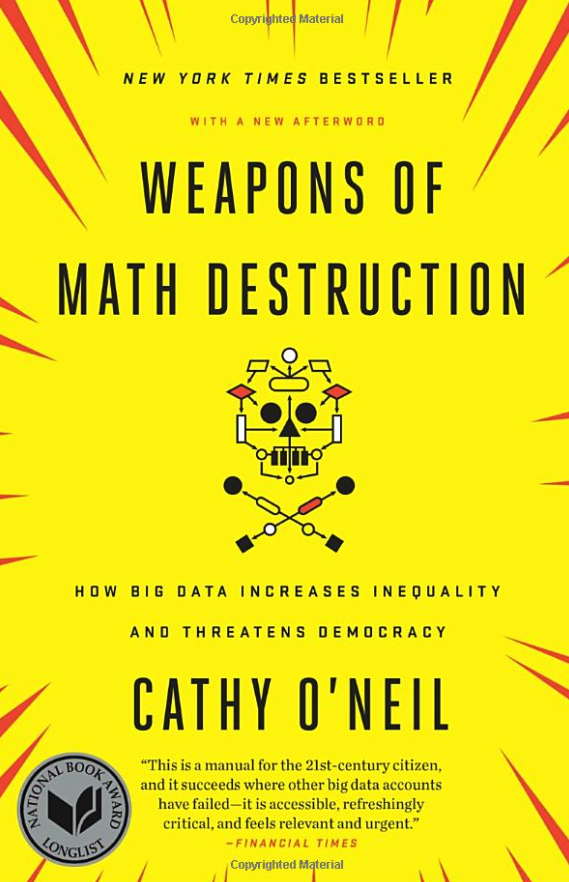 Copyrighted Material
NEW YORK TIMES BESTSELLER
WITH A NEW AFTERWORD
WEAPONS OF
MATH DESTRUCTION
HOW BIG DATA INCREASES INEQUALITY
AND THREATENS DEMOCRACY
CATHY O'NEIL
“This is a manual for the 21st-century citizen,
and it succeeds where other big data accounts
have failed—it is accessible, refreshingly
critical, and feels relevant and urgent.”
—FINANCIAL TIMES
NATIONAL BOOK AWARD
LONGLIST
Copyrighted Material